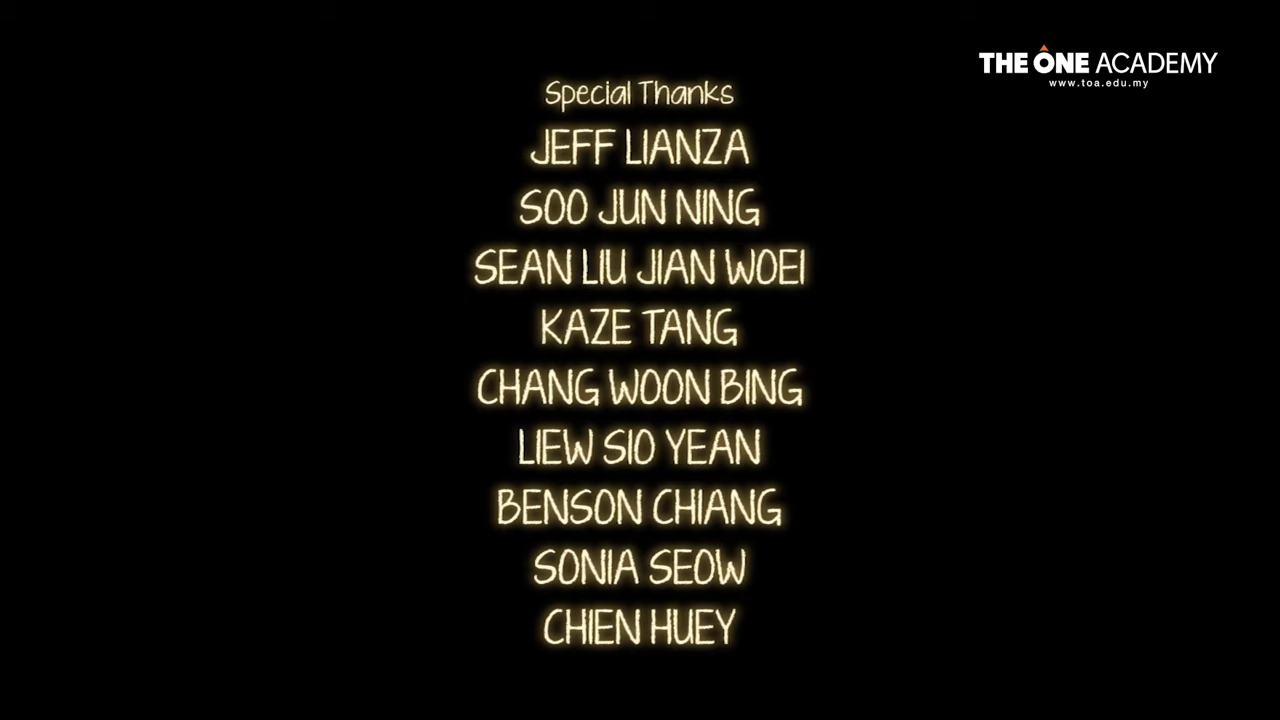 THE ONE ACADEMY
www.toa.edu.my
Special Thanks
JEFF LIANZA
SOO JUN NING
SEAN LIU JIAN WOEI
KAZE TANG
CHANG WOON BING
LIEW SIO YEAN
BENSON CHIANG
SONIA SEOW
CHIEN HUEY